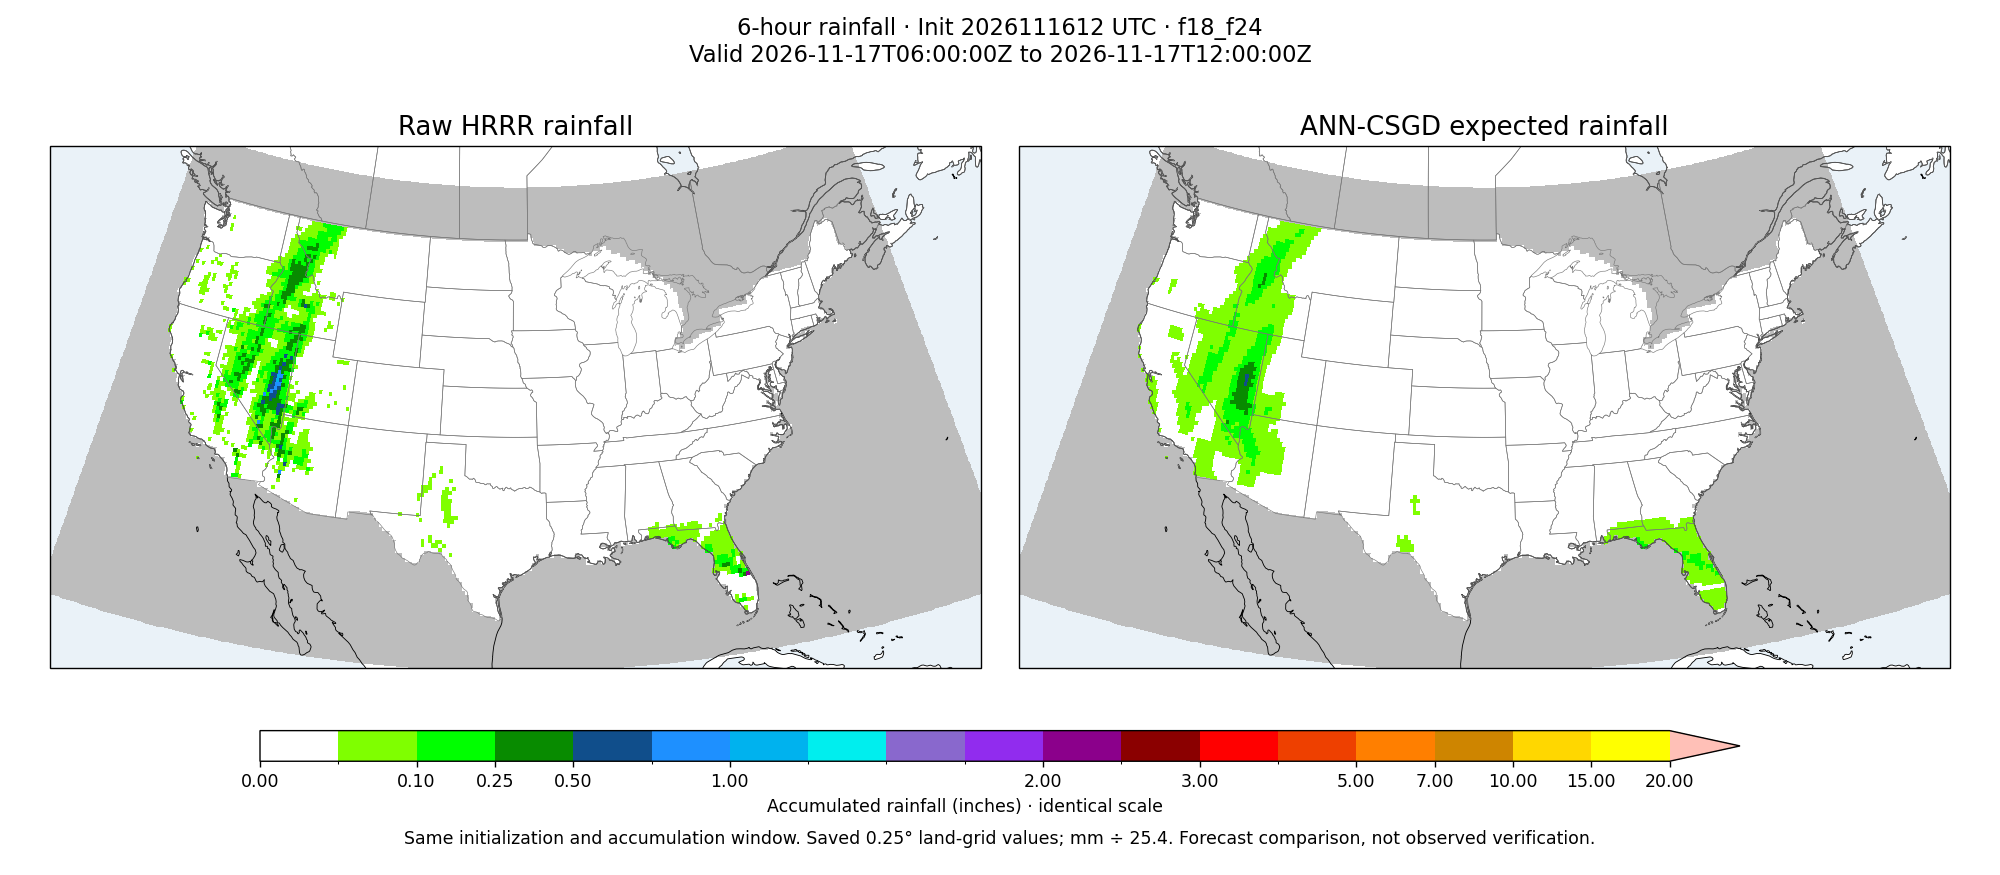 6-hour rainfall · Init 2026111612 UTC · f18_f24
Valid 2026-11-17T06:00:00Z to 2026-11-17T12:00:00Z
Raw HRRR rainfall
ANN-CSGD expected rainfall
0.00 0.10 0.25 0.50 1.00 2.00 3.00 5.00 7.00 10.00 15.00 20.00
Accumulated rainfall (inches) · identical scale
Same initialization and accumulation window. Saved 0.25° land-grid values; mm ÷ 25.4. Forecast comparison, not observed verification.